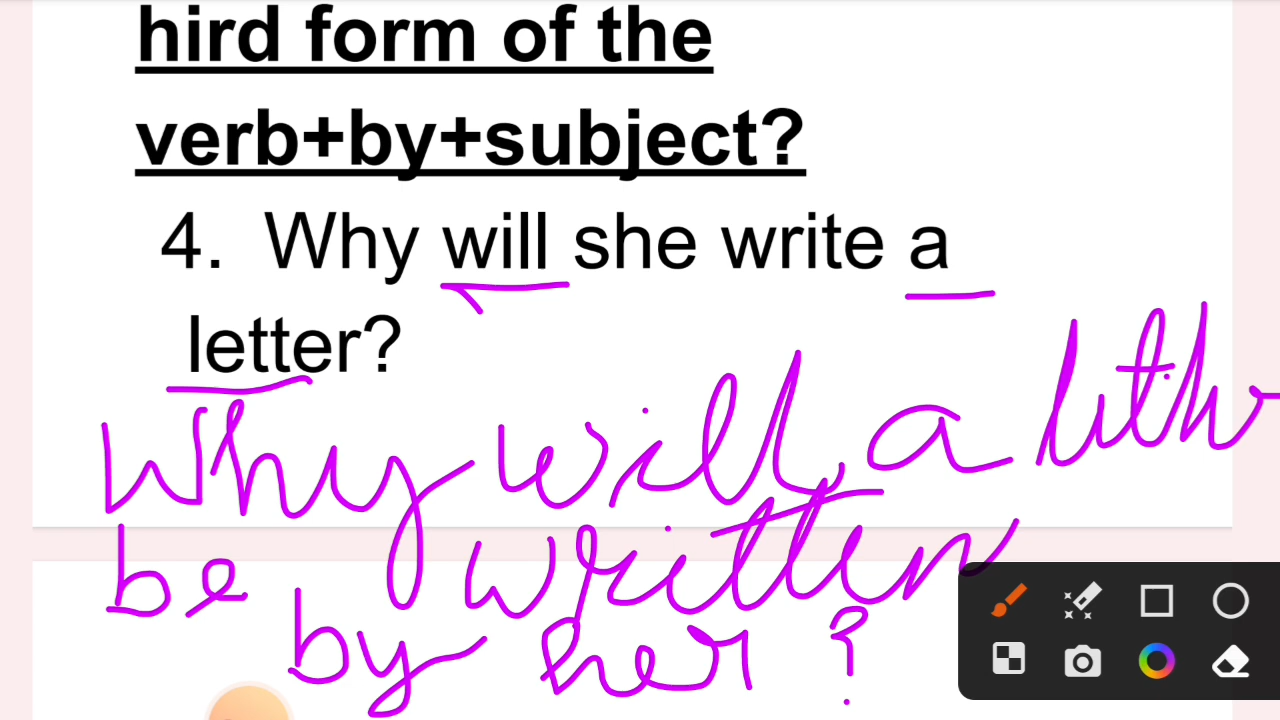 hird form of the
verb+by+subject?
4. Why will she write a
letter?
Why will a letter
be written
by her ?